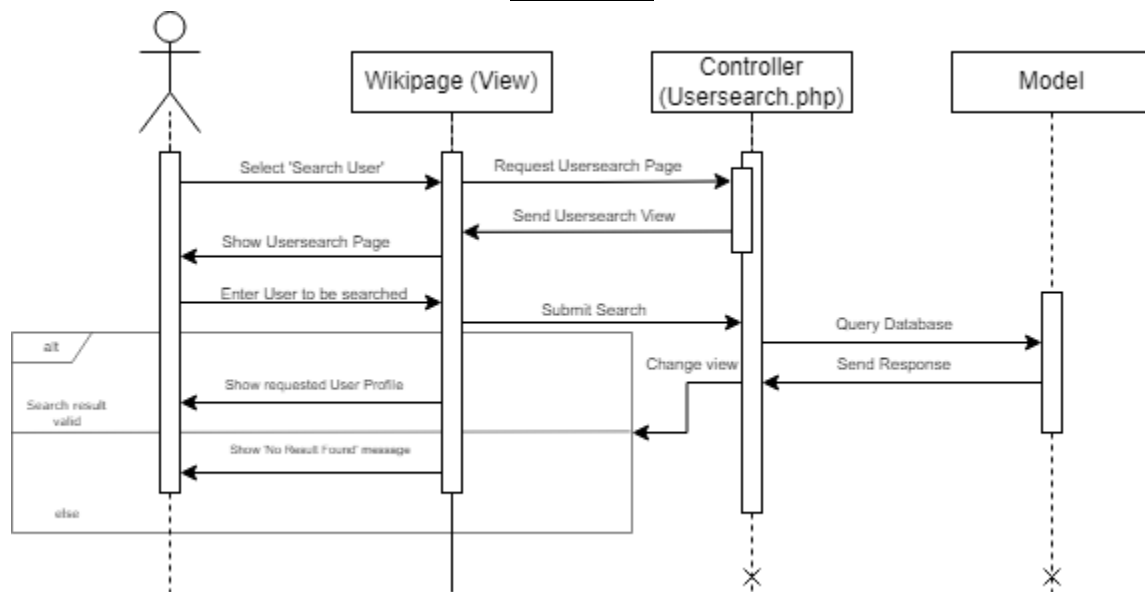 Wikipage (View)
Controller
(Usersearch.php)
Model
Select 'Search User'
Request Usersearch Page
Send Usersearch View
Show Usersearch Page
Enter User to be searched
Submit Search
Query Database
alt
Change view
Send Response
Show requested User Profile
Search result
valid
Show 'No Result Found' message
else